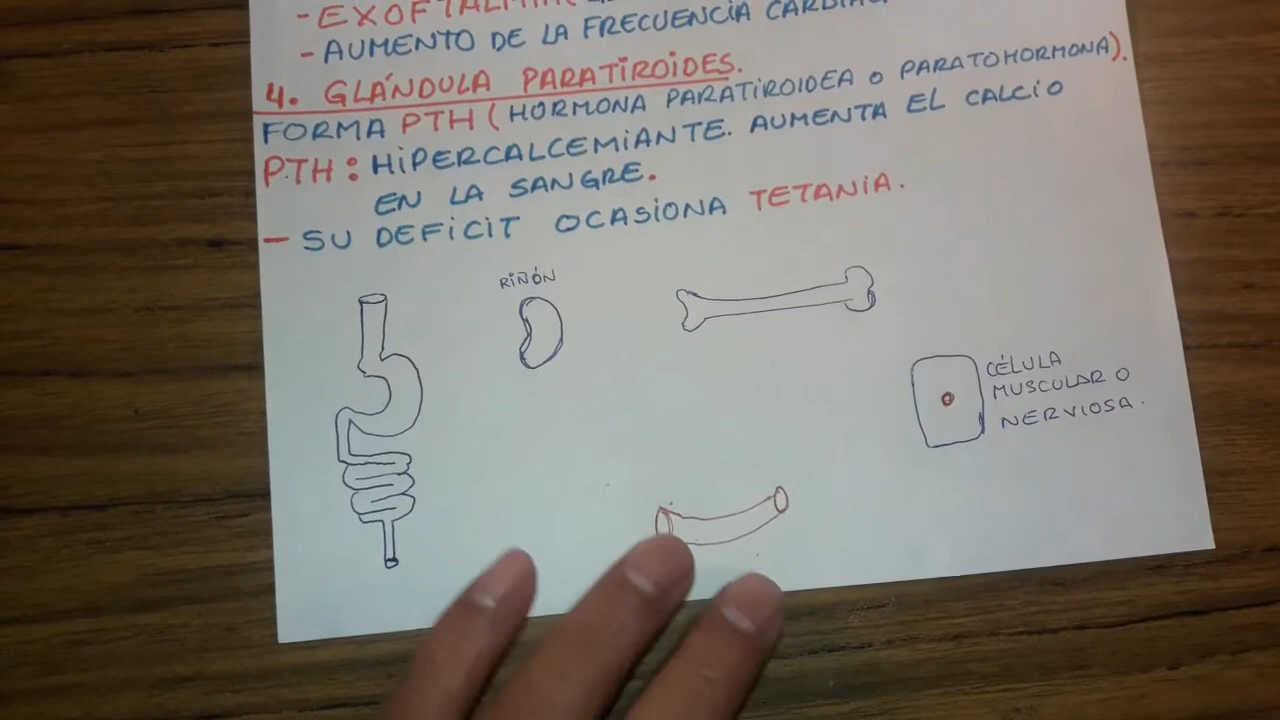 - EXOFTALMIA
- AUMENTO DE LA FRECUENCIA
4. GLÁNDULA PARATIROIDES.
FORMA PTH (HORMONA PARATIROIDEA O PARATOHORMONA).
PTH: HIPERCALCEMIANTE. AUMENTA EL CALCIO
EN LA SANGRE.
- SU DEFICIT OCASIONA TETANIA.
RIÑÓN
CÉLULA
MUSCULAR O
NERVIOSA.